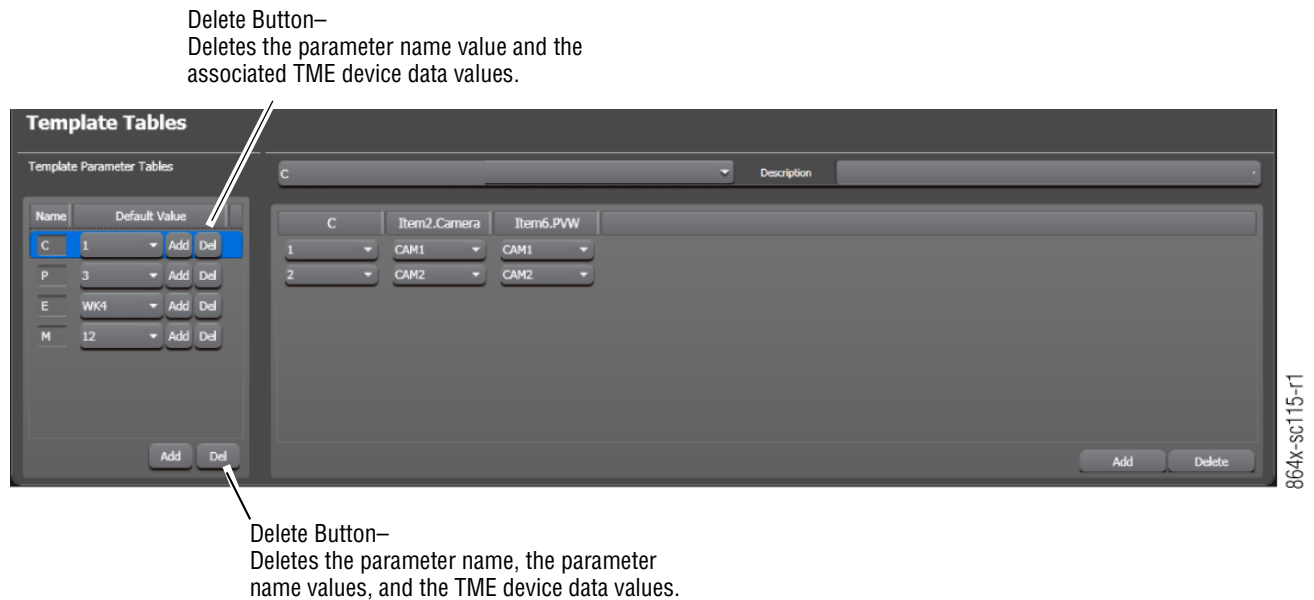 Delete Button–
Deletes the parameter name value and the
associated TME device data values.
Template Tables
Template Parameter Tables
C
Description
Name Default Value
C 1 Add Del
P 3 Add Del
E WK4 Add Del
M 12 Add Del
Add Del
C Item2.Camera Item6.PVW
1 CAM1 CAM1
2 CAM2 CAM2
Add Delete
864x-sc115-r1
Delete Button–
Deletes the parameter name, the parameter
name values, and the TME device data values.